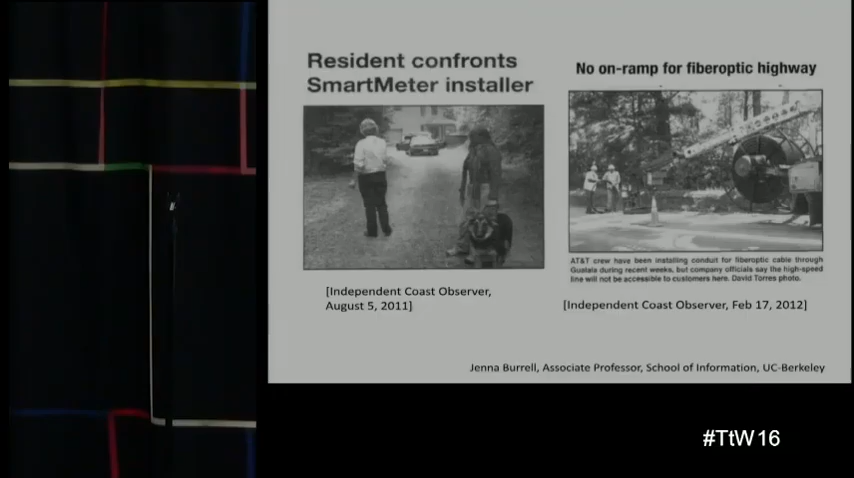 Resident confronts
SmartMeter installer
No on-ramp for fiberoptic highway
AT&T crew have been installing conduit for fiberoptic cable through
Gualala during recent weeks, but company officials say the high-speed
line will not be accessible to customers here. David Torres photo.
[Independent Coast Observer,
August 5, 2011]
[Independent Coast Observer, Feb 17, 2012]
Jenna Burrell, Associate Professor, School of Information, UC-Berkeley
#TtW16